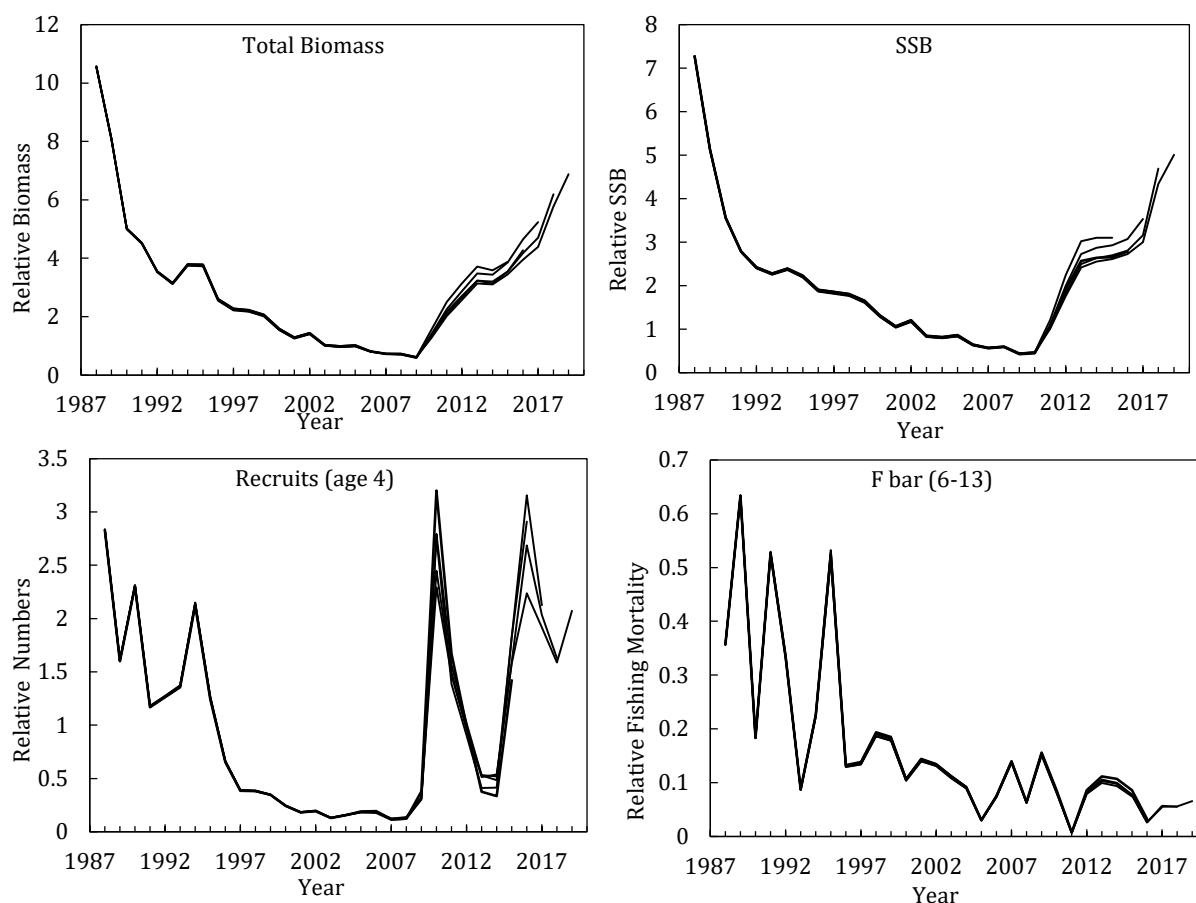 Total Biomass
Relative Biomass
12
10
8
6
4
2
0
1987 1992 1997 2002 2007 2012 2017
Year
SSB
Relative SSB
8
7
6
5
4
3
2
1
0
1987 1992 1997 2002 2007 2012 2017
Year
Recruits (age 4)
Relative Numbers
3.5
3
2.5
2
1.5
1
0.5
0
1987 1992 1997 2002 2007 2012 2017
Year
F bar (6-13)
Relative Fishing Mortality
0.7
0.6
0.5
0.4
0.3
0.2
0.1
0
1987 1992 1997 2002 2007 2012 2017
Year